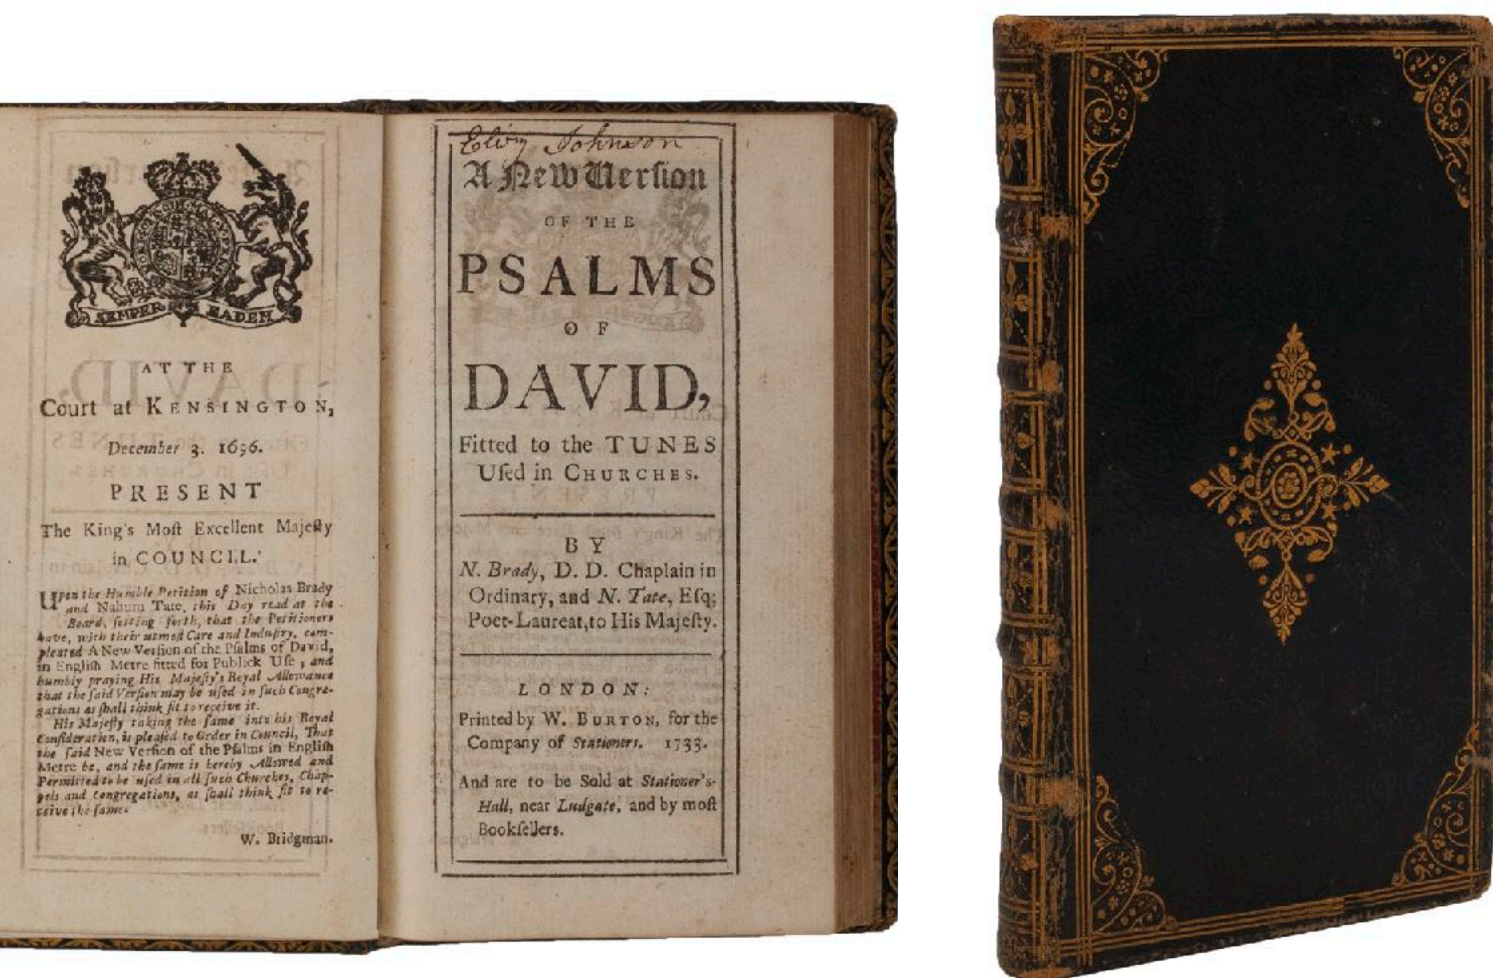 SEMPER EADEM
AT THE
Court at KENSINGTON,
December 3. 1696.
PRESENT
The King's Moſt Excellent Majeſty
in COUNCIL.
Upon the Humble Petition of Nicholas Brady
and Nahum Tate, this Day read at the
Board, ſetting forth, that the Petitioners
have, with their utmoſt Care and Induſtry, com-
pleated A New Verſion of the Pſalms of David,
in English Metre fitted for Publick Uſe, and
humbly praying His Majeſty's Royal Allowance
that the ſaid Verſion may be uſed in ſuch Congre-
gations as ſhall think fit to receive it.
His Majeſty taking the ſame into his Royal
Conſideration, is pleaſed to Order in Council, That
the ſaid New Verſion of the Pſalms in Engliſh
Metre be, and the ſame is hereby Allowed and
Permitted to be uſed in all ſuch Churches, Chap-
pels and Congregations, as ſhall think fit to re-
ceive the ſame.
W. Bridgman.
Johnson
A New Verſion
OF THE
PSALMS
OF
DAVID,
Fitted to the TUNES
Uſed in CHURCHES.
BY
N. Brady, D. D. Chaplain in
Ordinary, and N. Tate, Eſq;
Poet-Laureat, to His Majeſty.
LONDON:
Printed by W. BURTON, for the
Company of Stationers. 1733.
And are to be Sold at Stationer's-
Hall, near Ludgate, and by moſt
Bookſellers.